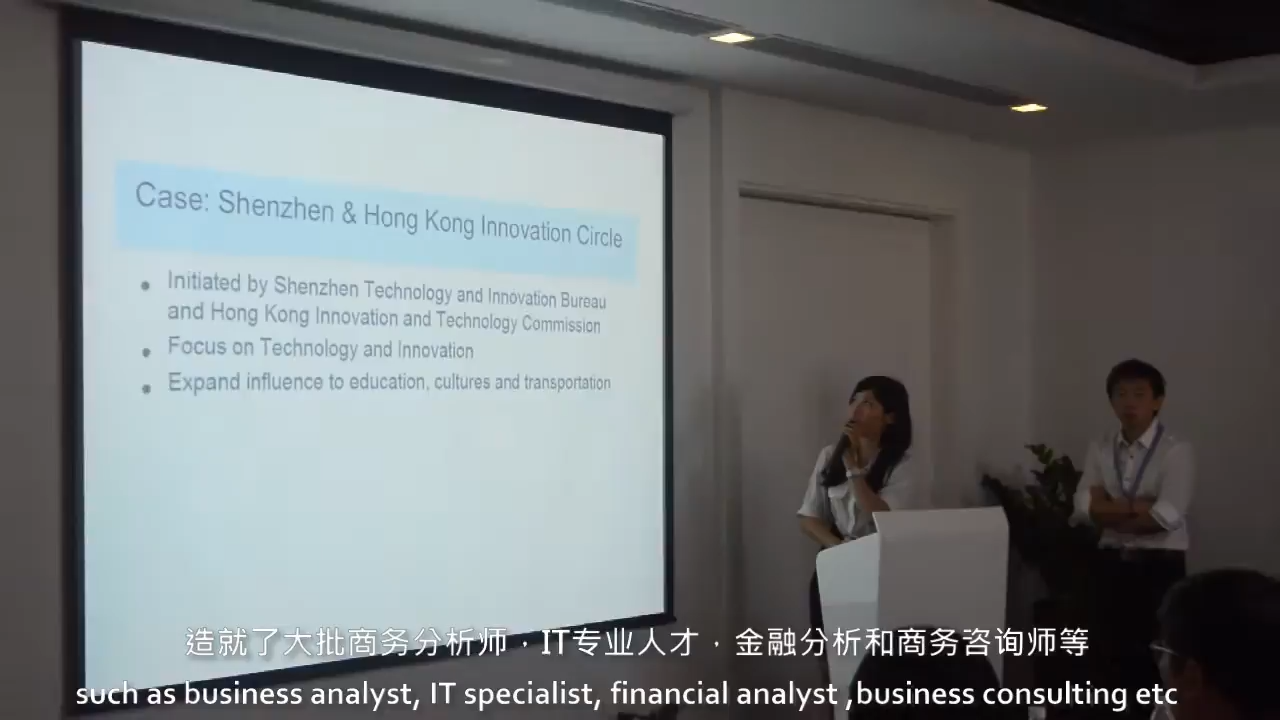 Case: Shenzhen & Hong Kong Innovation Circle
• Initiated by Shenzhen Technology and Innovation Bureau
and Hong Kong Innovation and Technology Commission
• Focus on Technology and Innovation
• Expand influence to education, cultures and transportation
造就了大批商务分析师，IT专业人才，金融分析和商务咨询师等
such as business analyst, IT specialist, financial analyst ,business consulting etc